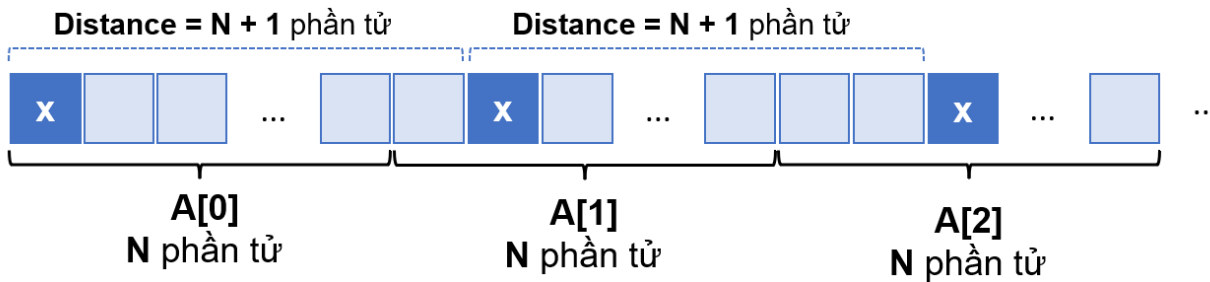 Distance = N + 1 phần tử Distance = N + 1 phần tử
x ... x ... x ... ..
A[0] A[1] A[2]
N phần tử N phần tử N phần tử